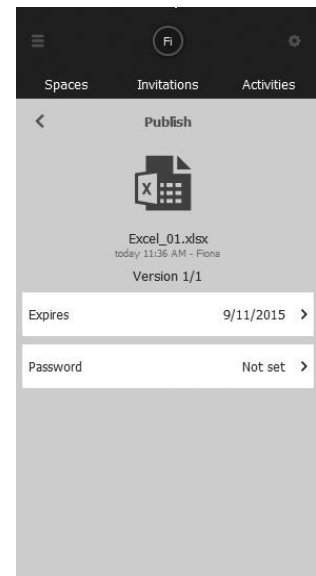 Fi
Spaces Invitations Activities
Publish
X
Excel_01.xlsx
today 11:36 AM - Fiona
Version 1/1
Expires 9/11/2015
Password Not set